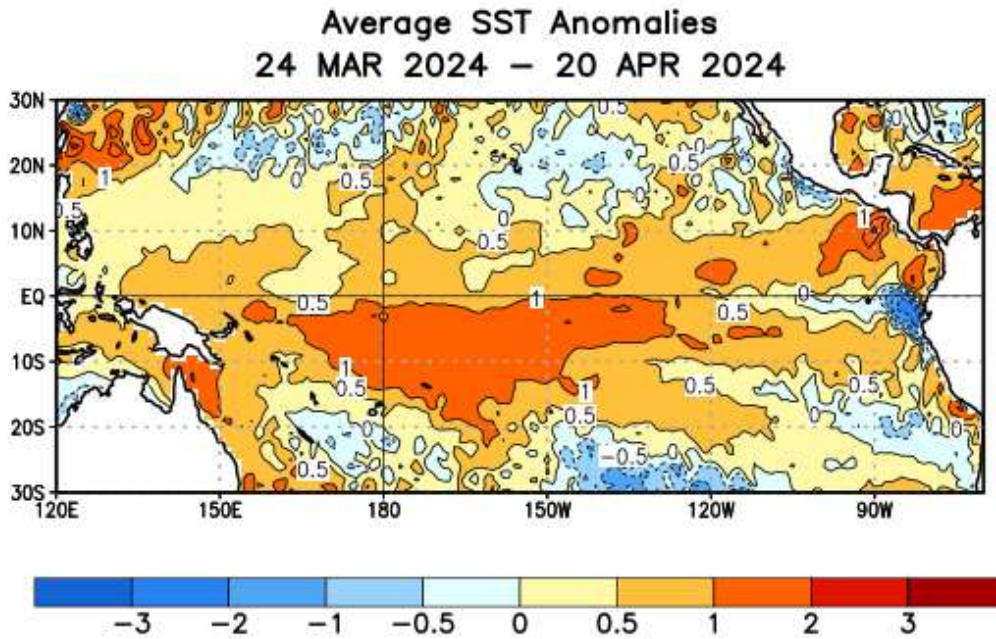 Average SST Anomalies
24 MAR 2024 – 20 APR 2024
30N
20N
10N
EQ
10S
20S
30S
120E 150E 180 150W 120W 90W
0 0.5 0
1 0 0.5 0
0.5 0.5 0
0 0.5 1
0.5 1 0.5 0
1 0.5 1 0.5 0.5
0 0.5 0 0
0.5 −0.5
−3 −2 −1 −0.5 0 0.5 1 2 3